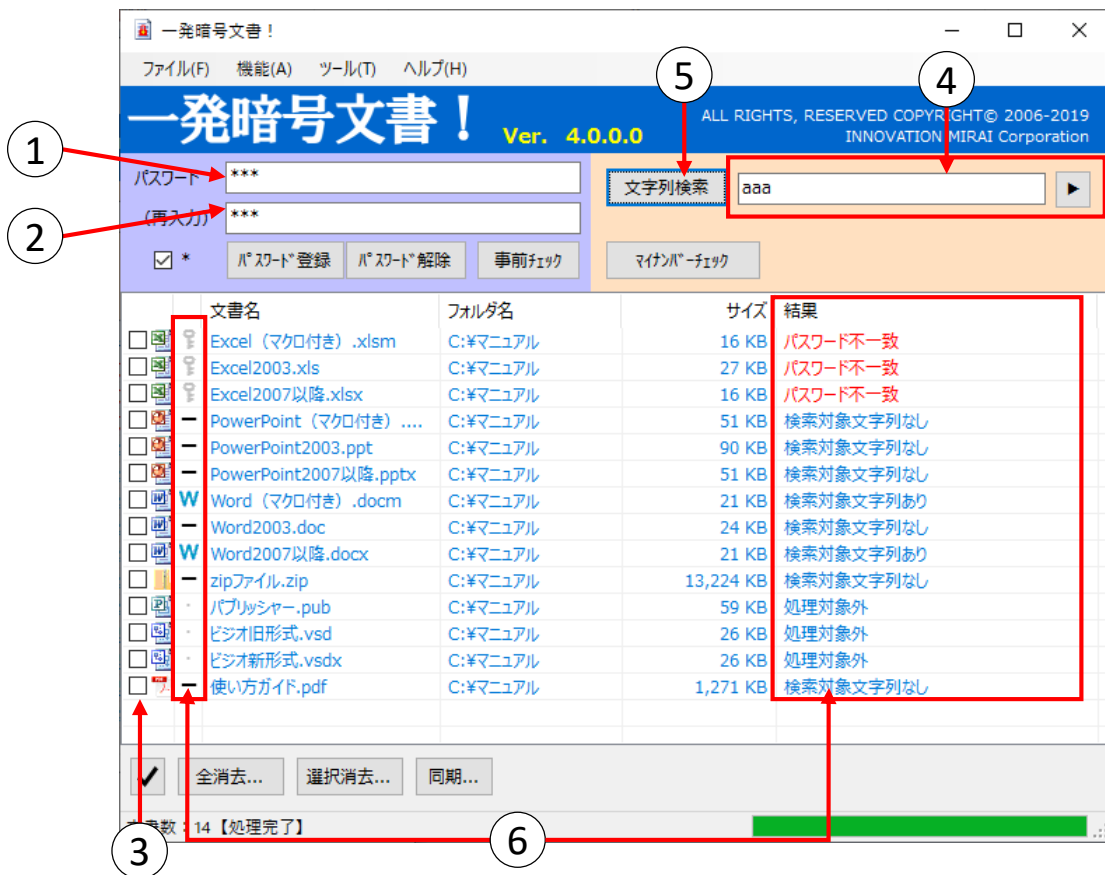 一発暗号文書！
ファイル(F) 機能(A) ツール(T) ヘルプ(H)
一発暗号文書！ Ver. 4.0.0.0
ALL RIGHTS, RESERVED COPYRIGHT© 2006-2019
INNOVATION MIRAI Corporation
5
4
1
パスワード ***
文字列検索 aaa
2
(再入力) ***
* ﾊﾟｽﾜｰﾄﾞ登録 ﾊﾟｽﾜｰﾄﾞ解除 事前ﾁｪｯｸ ﾏｲﾅﾝﾊﾞｰﾁｪｯｸ
文書名 フォルダ名 サイズ 結果
Excel（マクロ付き）.xlsm C:¥マニュアル 16 KB パスワード不一致
Excel2003.xls C:¥マニュアル 27 KB パスワード不一致
Excel2007以降.xlsx C:¥マニュアル 16 KB パスワード不一致
PowerPoint（マクロ付き）.... C:¥マニュアル 51 KB 検索対象文字列なし
PowerPoint2003.ppt C:¥マニュアル 90 KB 検索対象文字列なし
PowerPoint2007以降.pptx C:¥マニュアル 51 KB 検索対象文字列なし
W Word（マクロ付き）.docm C:¥マニュアル 21 KB 検索対象文字列あり
Word2003.doc C:¥マニュアル 24 KB 検索対象文字列なし
W Word2007以降.docx C:¥マニュアル 21 KB 検索対象文字列あり
zipファイル.zip C:¥マニュアル 13,224 KB 検索対象文字列なし
パブリッシャー.pub C:¥マニュアル 59 KB 処理対象外
ビジオ旧形式.vsd C:¥マニュアル 26 KB 処理対象外
ビジオ新形式.vsdx C:¥マニュアル 26 KB 処理対象外
使い方ガイド.pdf C:¥マニュアル 1,271 KB 検索対象文字列なし
全消去... 選択消去... 同期...
書数：14【処理完了】
3
6